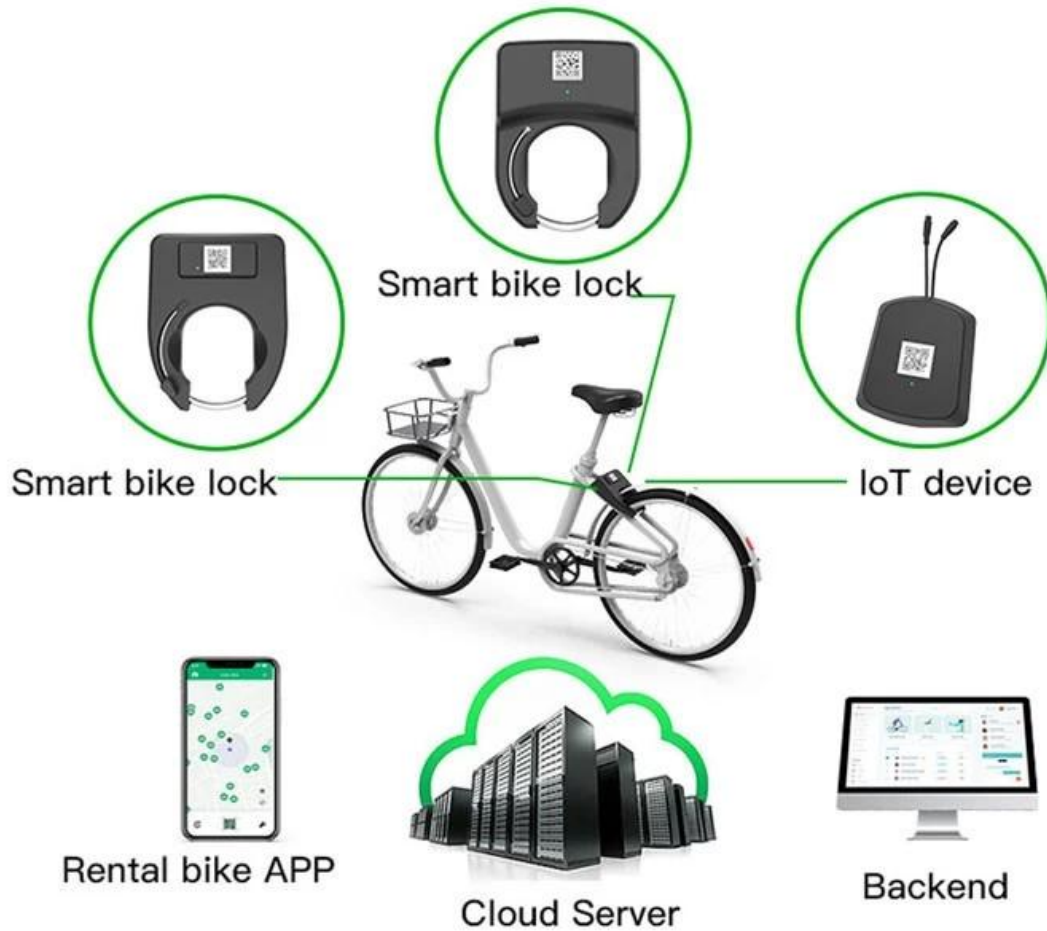 Smart bike lock
Smart bike lock
IoT device
Rental bike APP
Cloud Server
Backend